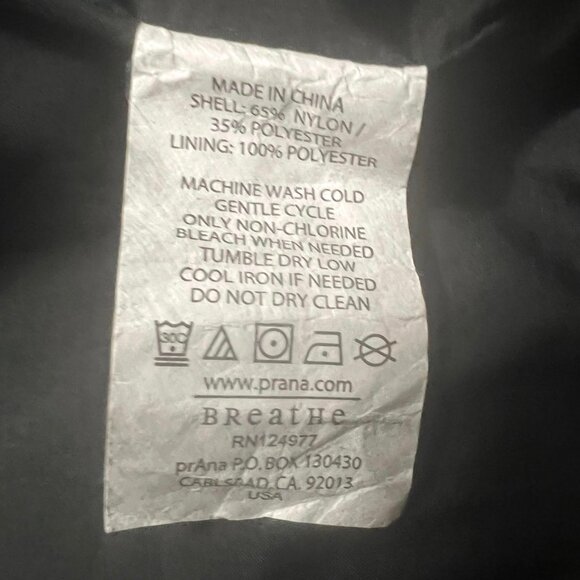 MADE IN CHINA
SHELL: 65% NYLON /
35% POLYESTER
LINING: 100% POLYESTER
MACHINE WASH COLD
GENTLE CYCLE
ONLY NON-CHLORINE
BLEACH WHEN NEEDED
TUMBLE DRY LOW
COOL IRON IF NEEDED
DO NOT DRY CLEAN
30C
www.prana.com
BReatHe
RN124977
prAna P.O. BOX 130430
CARLSBAD, CA. 92013
USA